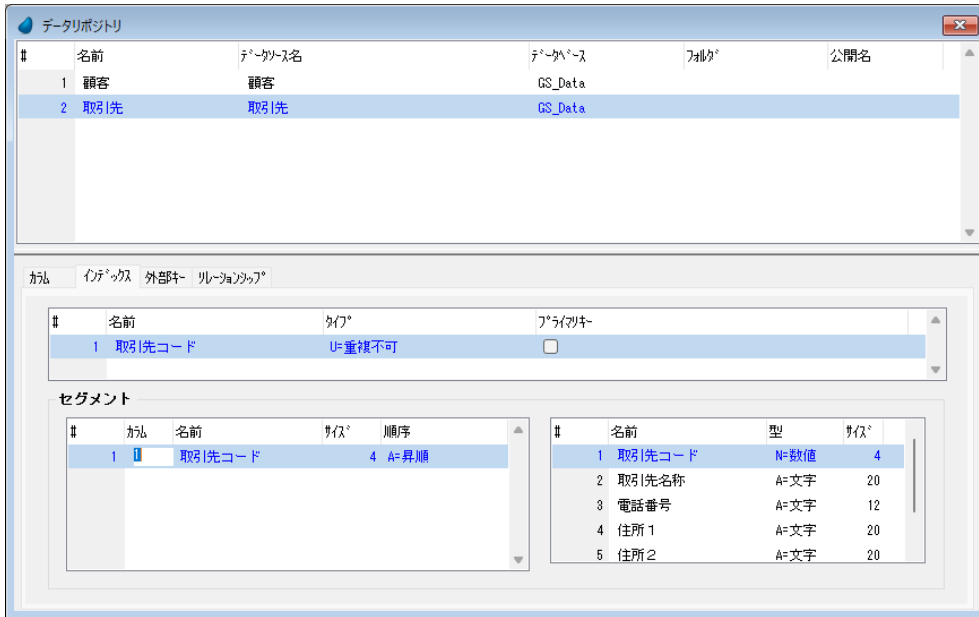 データリポジトリ
# 名前 ﾃﾞｰﾀｿｰｽ名 ﾃﾞｰﾀﾍﾞｰｽ ﾌｫﾙﾀﾞ 公開名
1 顧客 顧客 GS_Data
2 取引先 取引先 GS_Data
ｶﾗﾑ ｲﾝﾃﾞｯｸｽ 外部ｷｰ ﾘﾚｰｼｮﾝｼｯﾌﾟ
# 名前 ﾀｲﾌﾟ ﾌﾟﾗｲﾏﾘｷｰ
1 取引先コード U=重複不可
セグメント
# ｶﾗﾑ 名前 ｻｲｽﾞ 順序
1 1 取引先コード 4 A=昇順
# 名前 型 ｻｲｽﾞ
1 取引先コード N=数値 4
2 取引先名称 A=文字 20
3 電話番号 A=文字 12
4 住所１ A=文字 20
5 住所２ A=文字 20